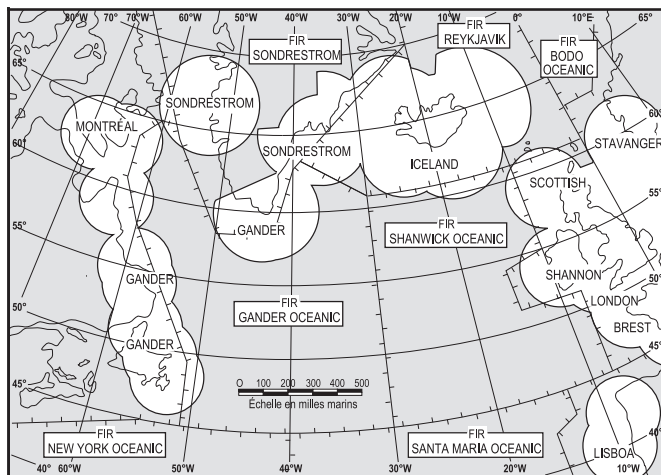 80°W
70°W
60°W
50°W
40°W
30°W
20°W
10°W
0°W
10°E
FIR
REYKJAVIK
FIR
SONDRESTROM
FIR
BODO
OCEANIC
65°
65°
SONDRESTROM
MONTRÉAL
60°
60°
STAVANGER
SONDRESTROM
ICELAND
SCOTTISH
55°
55°
GANDER
FIR
SHANWICK OCEANIC
50°
50°
SHANNON
GANDER
FIR
GANDER OCEANIC
LONDON
BREST
GANDER
45°
45°
0 100 200 300 400 500
Échelle en milles marins
FIR
NEW YORK OCEANIC
FIR
SANTA MARIA OCEANIC
40°
LISBOA
40°
60°W
50°W
40°W
30°W
20°W
10°W